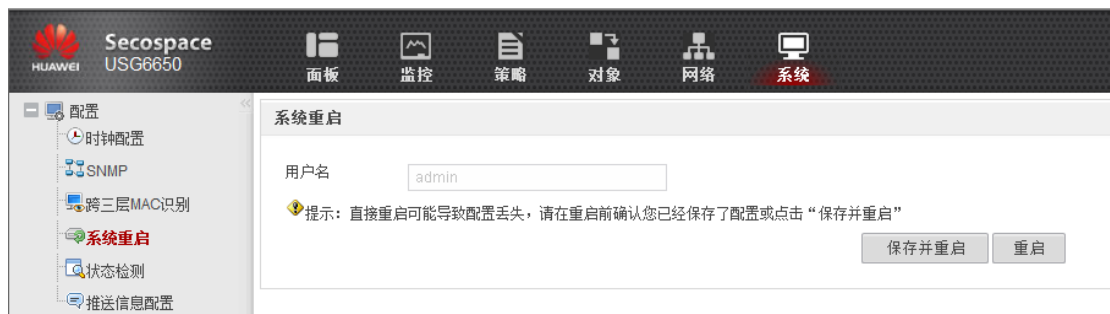 HUAWEI
Secospace
USG6650
面板
监控
策略
对象
网络
系统
配置
时钟配置
SNMP
跨三层MAC识别
系统重启
状态检测
推送信息配置
系统重启
用户名
admin
提示：直接重启可能导致配置丢失，请在重启前确认您已经保存了配置或点击“保存并重启”
保存并重启
重启